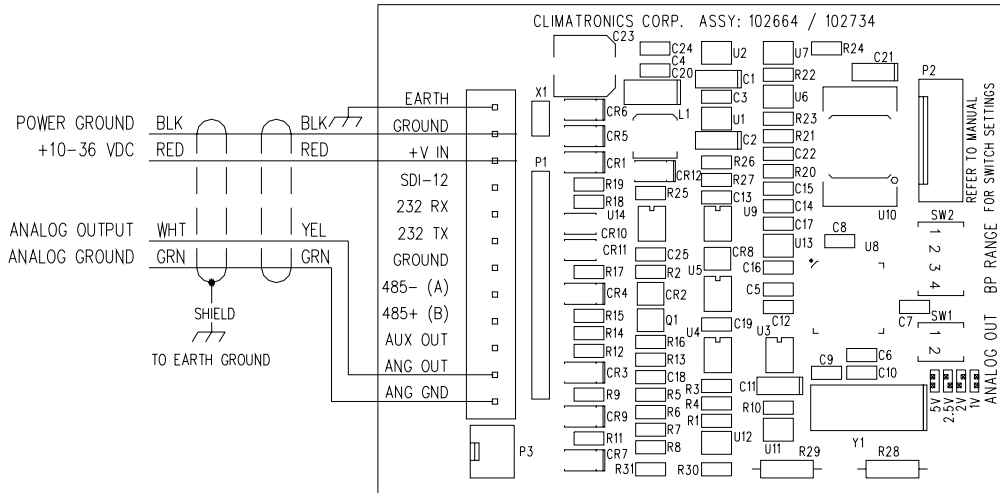 CLIMATRONICS CORP. ASSY: 102664 / 102734
POWER GROUND BLK BLK
+10-36 VDC RED RED
ANALOG OUTPUT WHT YEL
ANALOG GROUND GRN GRN
SHIELD
TO EARTH GROUND
EARTH
GROUND
+V IN
SDI-12
232 RX
232 TX
GROUND
485- (A)
485+ (B)
AUX OUT
ANG OUT
ANG GND
X1
P1
P3
C23
CR6
CR5
CR1
R19
R18
U14
CR10
CR11
R17
CR4
R15
R14
R12
CR3
R9
CR9
R11
CR7
R31
C24
C4
C20
L1
CR12
R25
C25
R2
CR2
Q1
R16
R13
C18
R5
R6
R7
R8
U2
C1
C3
U1
C2
R26
R27
C13
U9
CR8
U5
C19
U4
R3
R4
R1
U12
R30
U7
R22
U6
R23
R21
C22
R20
C15
C14
C17
U13
C16
C5
C12
U3
C11
R10
U11
R29
R24
C21
U10
C8
U8
C7
C6
C9
C10
Y1
R28
P2
REFER TO MANUAL
FOR SWITCH SETTINGS
SW2
1
2
3
4
SW1
1
2
BP RANGE
ANALOG OUT
5V
2.5V
2V
1V